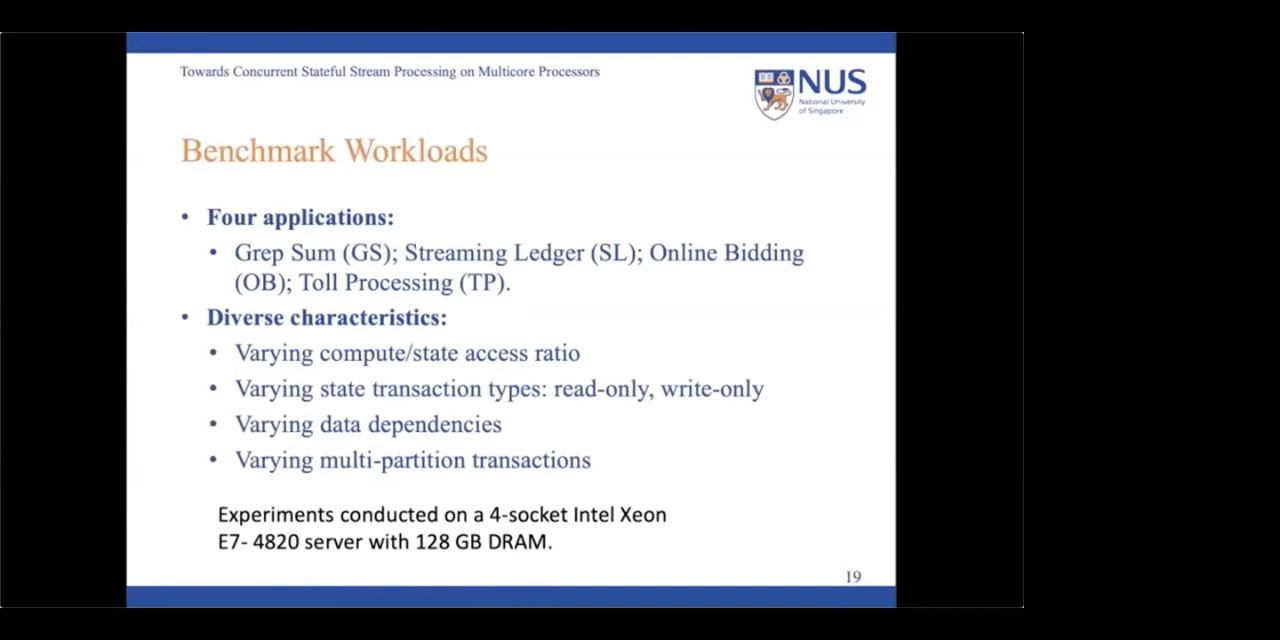 Towards Concurrent Stateful Stream Processing on Multicore Processors
NUS
National University
of Singapore
Benchmark Workloads
• Four applications:
• Grep Sum (GS); Streaming Ledger (SL); Online Bidding
(OB); Toll Processing (TP).
• Diverse characteristics:
• Varying compute/state access ratio
• Varying state transaction types: read-only, write-only
• Varying data dependencies
• Varying multi-partition transactions
Experiments conducted on a 4-socket Intel Xeon
E7- 4820 server with 128 GB DRAM.
19